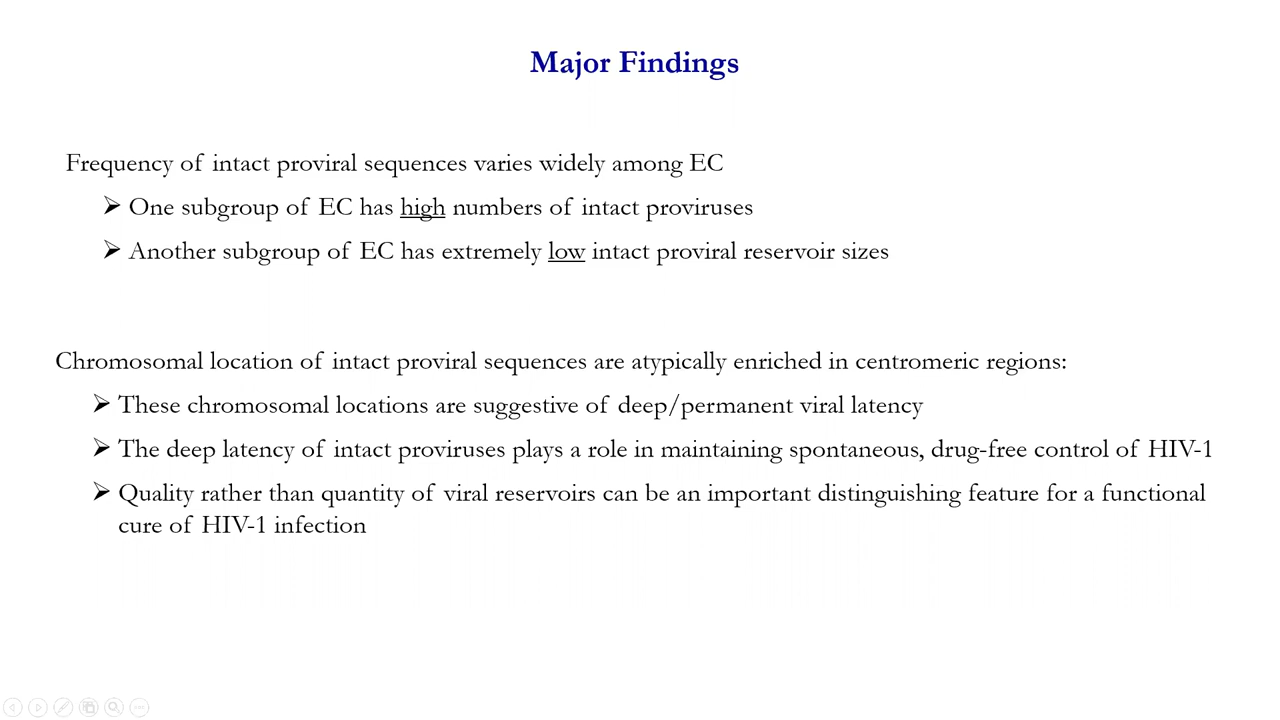 Major Findings
Frequency of intact proviral sequences varies widely among EC
➢ One subgroup of EC has high numbers of intact proviruses
➢ Another subgroup of EC has extremely low intact proviral reservoir sizes
Chromosomal location of intact proviral sequences are atypically enriched in centromeric regions:
➢ These chromosomal locations are suggestive of deep/permanent viral latency
➢ The deep latency of intact proviruses plays a role in maintaining spontaneous, drug-free control of HIV-1
➢ Quality rather than quantity of viral reservoirs can be an important distinguishing feature for a functional
cure of HIV-1 infection